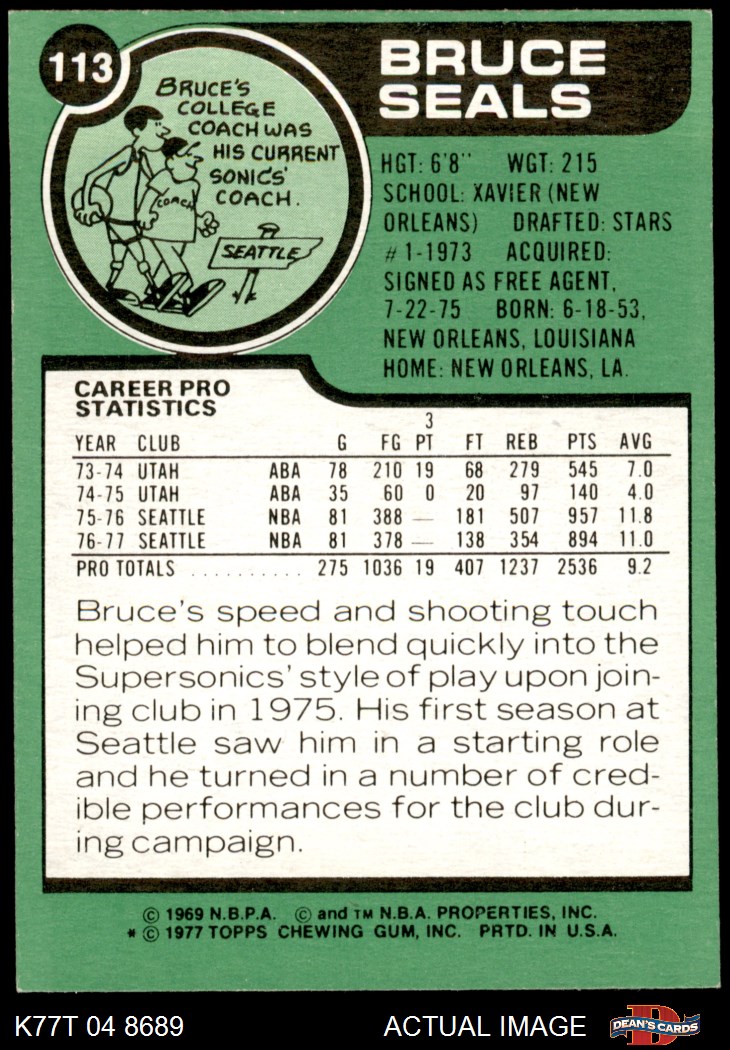 113
BRUCE'S
COLLEGE
COACH WAS
HIS CURRENT
SONICS'
COACH.
COACH
SEATTLE
BRUCE
SEALS
HGT: 6'8" WGT: 215
SCHOOL: XAVIER (NEW
ORLEANS) DRAFTED: STARS
#1-1973 ACQUIRED:
SIGNED AS FREE AGENT,
7-22-75 BORN: 6-18-53,
NEW ORLEANS, LOUISIANA
HOME: NEW ORLEANS, LA.
CAREER PRO
STATISTICS
3
YEAR CLUB G FG PT FT REB PTS AVG
73-74 UTAH ABA 78 210 19 68 279 545 7.0
74-75 UTAH ABA 35 60 0 20 97 140 4.0
75-76 SEATTLE NBA 81 388 — 181 507 957 11.8
76-77 SEATTLE NBA 81 378 — 138 354 894 11.0
PRO TOTALS .......... 275 1036 19 407 1237 2536 9.2
Bruce's speed and shooting touch
helped him to blend quickly into the
Supersonics' style of play upon join-
ing club in 1975. His first season at
Seattle saw him in a starting role
and he turned in a number of cred-
ible performances for the club dur-
ing campaign.
© 1969 N.B.P.A. © and TM N.B.A. PROPERTIES, INC.
* © 1977 TOPPS CHEWING GUM, INC. PRTD. IN U.S.A.
K77T 04 8689 ACTUAL IMAGE D DEAN'S CARDS